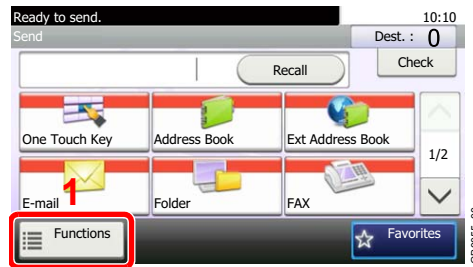 Ready to send.
10:10
Send
Dest. : 0
Recall
Check
One Touch Key
Address Book
Ext Address Book
1/2
E-mail
1
Folder
FAX
Functions
Favorites